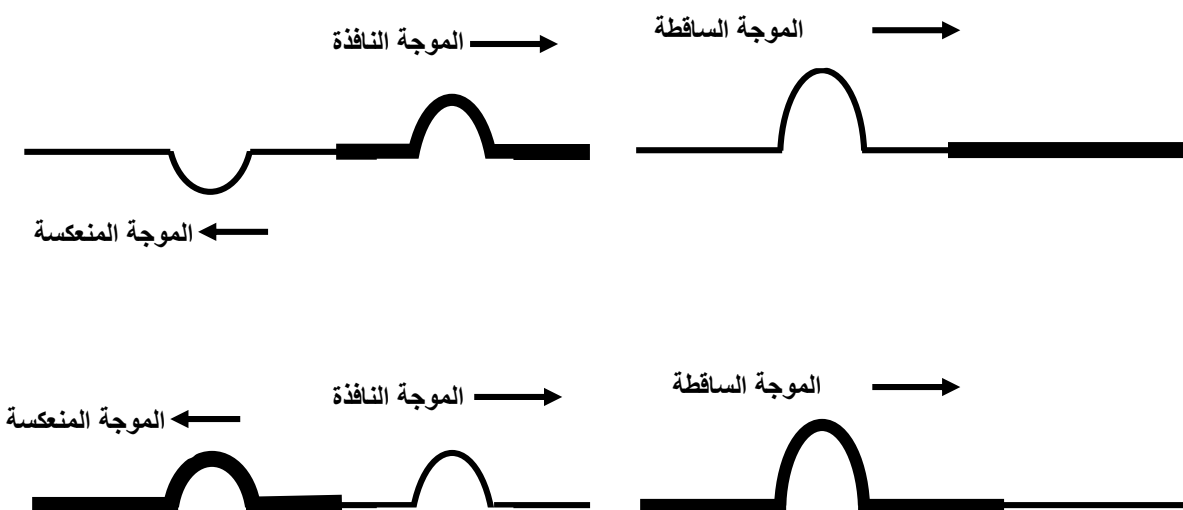 الموجة الساقطة
الموجة النافذة
الموجة المنعكسة
الموجة الساقطة
الموجة النافذة
الموجة المنعكسة